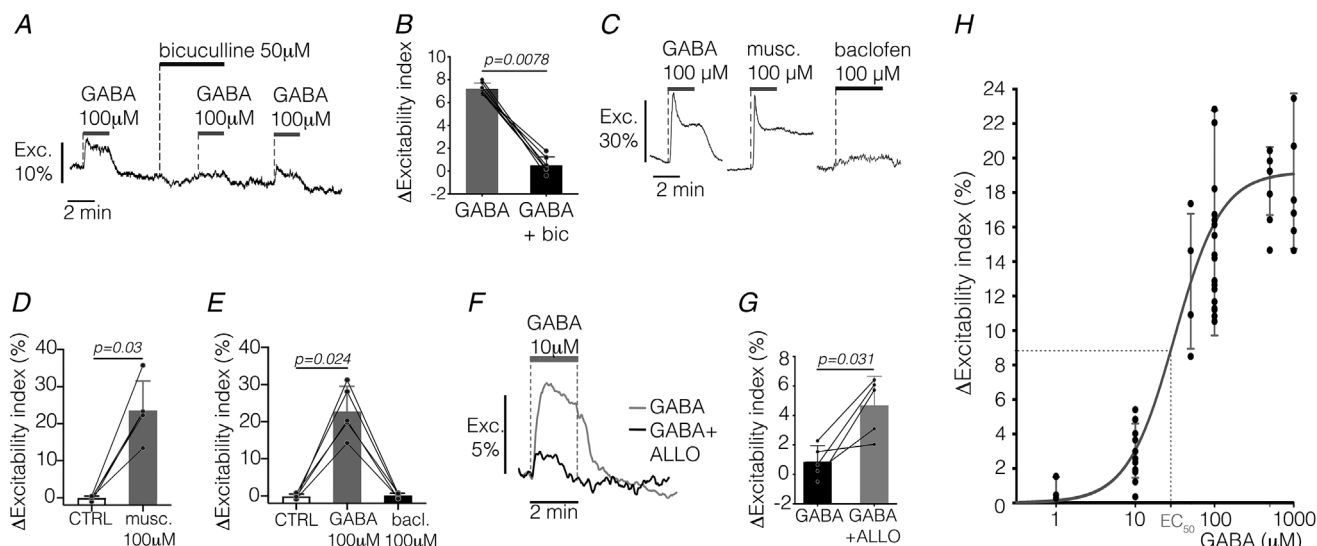 A
bicuculline 50µM
GABA
100µM
GABA
100µM
GABA
100µM
Exc.
10%
2 min
B
p=0.0078
ΔExcitability index
10
8
6
4
2
0
-2
GABA
GABA
+ bic
C
GABA
100 µM
musc.
100 µM
baclofen
100 µM
Exc.
30%
2 min
D
p=0.03
ΔExcitability index (%)
40
30
20
10
0
CTRL
musc.
100µM
E
p=0.024
ΔExcitability index (%)
40
30
20
10
0
CTRL
GABA
100µM
bacl.
100µM
F
GABA
10µM
Exc.
5%
GABA
GABA+
ALLO
2 min
G
p=0.031
ΔExcitability index (%)
8
6
4
2
0
-2
GABA
GABA
+ALLO
H
ΔExcitability index (%)
24
22
20
18
16
14
12
10
8
6
4
2
0
1
10
EC50
100
1000
GABA (µM)